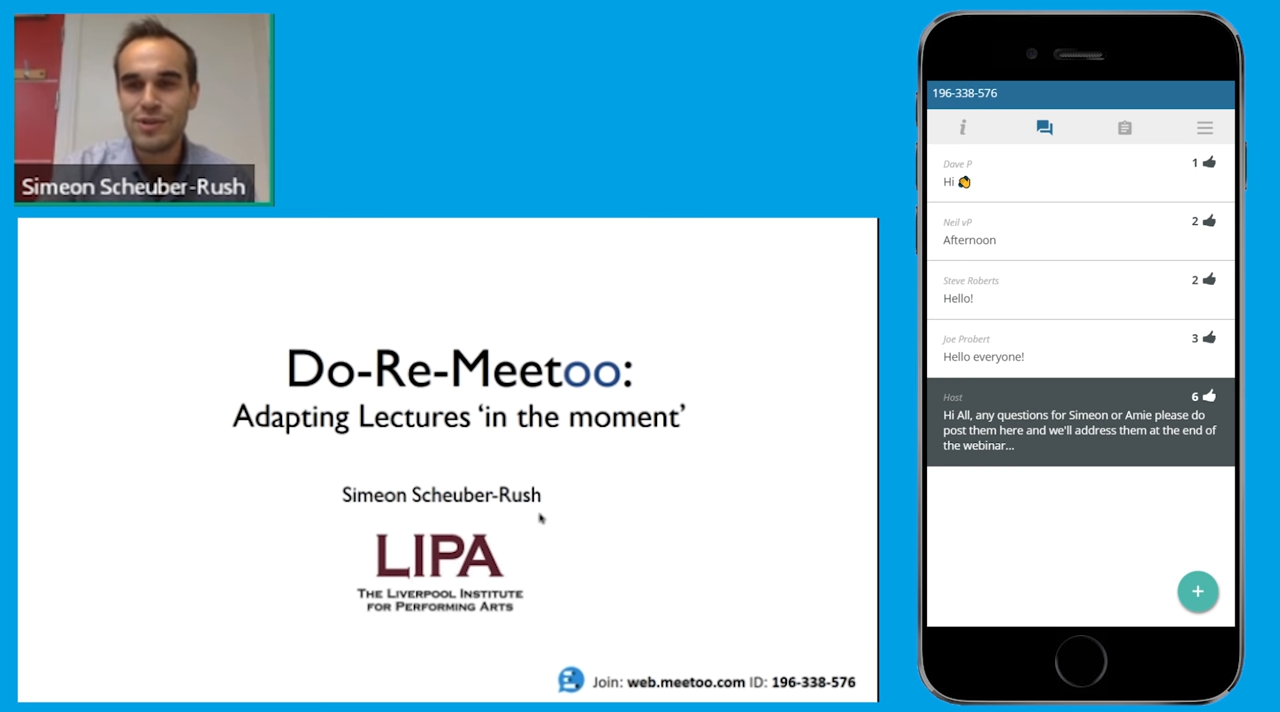 Simeon Scheuber-Rush
Do-Re-Meetoo:
Adapting Lectures ‘in the moment’
Simeon Scheuber-Rush
LIPA
THE LIVERPOOL INSTITUTE
FOR PERFORMING ARTS
Join: web.meetoo.com ID: 196-338-576
196-338-576
Dave P
1
Hi 👏
Neil vP
2
Afternoon
Steve Roberts
2
Hello!
Joe Probert
3
Hello everyone!
Host
6
Hi All, any questions for Simeon or Amie please do
post them here and we'll address them at the end of
the webinar...